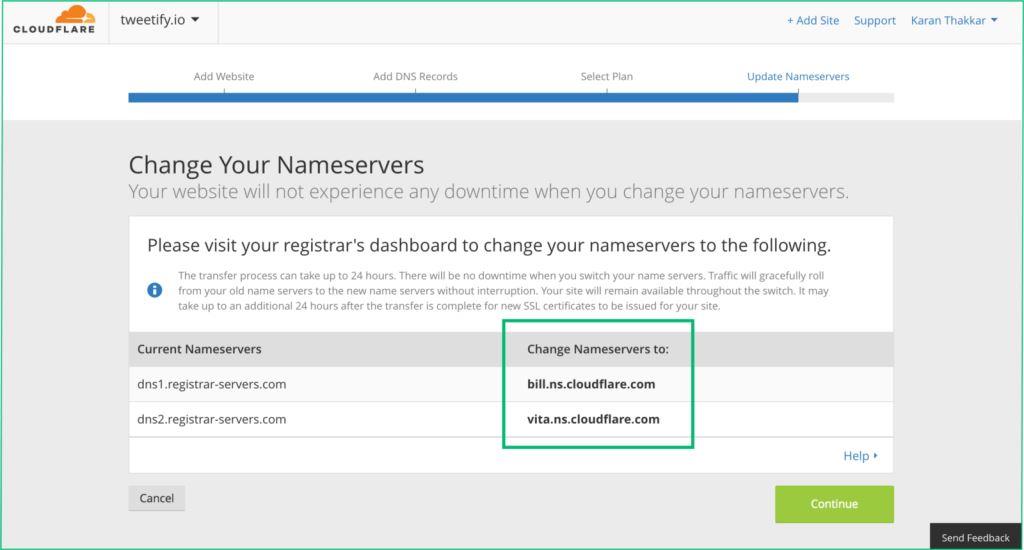 CLOUDFLARE
tweetify.io
+ Add Site
Support
Karan Thakkar
Add Website
Add DNS Records
Select Plan
Update Nameservers
Change Your Nameservers
Your website will not experience any downtime when you change your nameservers.
Please visit your registrar's dashboard to change your nameservers to the following.
The transfer process can take up to 24 hours. There will be no downtime when you switch your name servers. Traffic will gracefully roll
from your old name servers to the new name servers without interruption. Your site will remain available throughout the switch. It may
take up to an additional 24 hours after the transfer is complete for new SSL certificates to be issued for your site.
Current Nameservers
Change Nameservers to:
dns1.registrar-servers.com
bill.ns.cloudflare.com
dns2.registrar-servers.com
vita.ns.cloudflare.com
Help
Cancel
Continue
Send Feedback